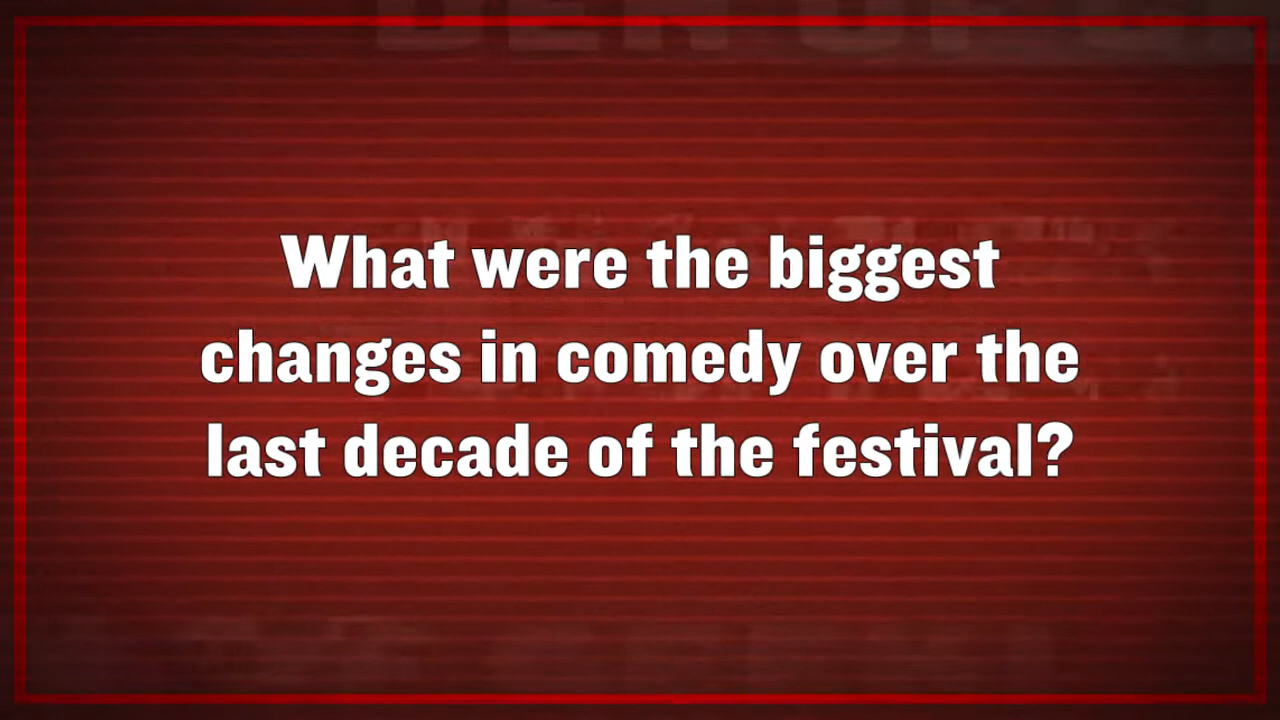 What were the biggest
changes in comedy over the
last decade of the festival?